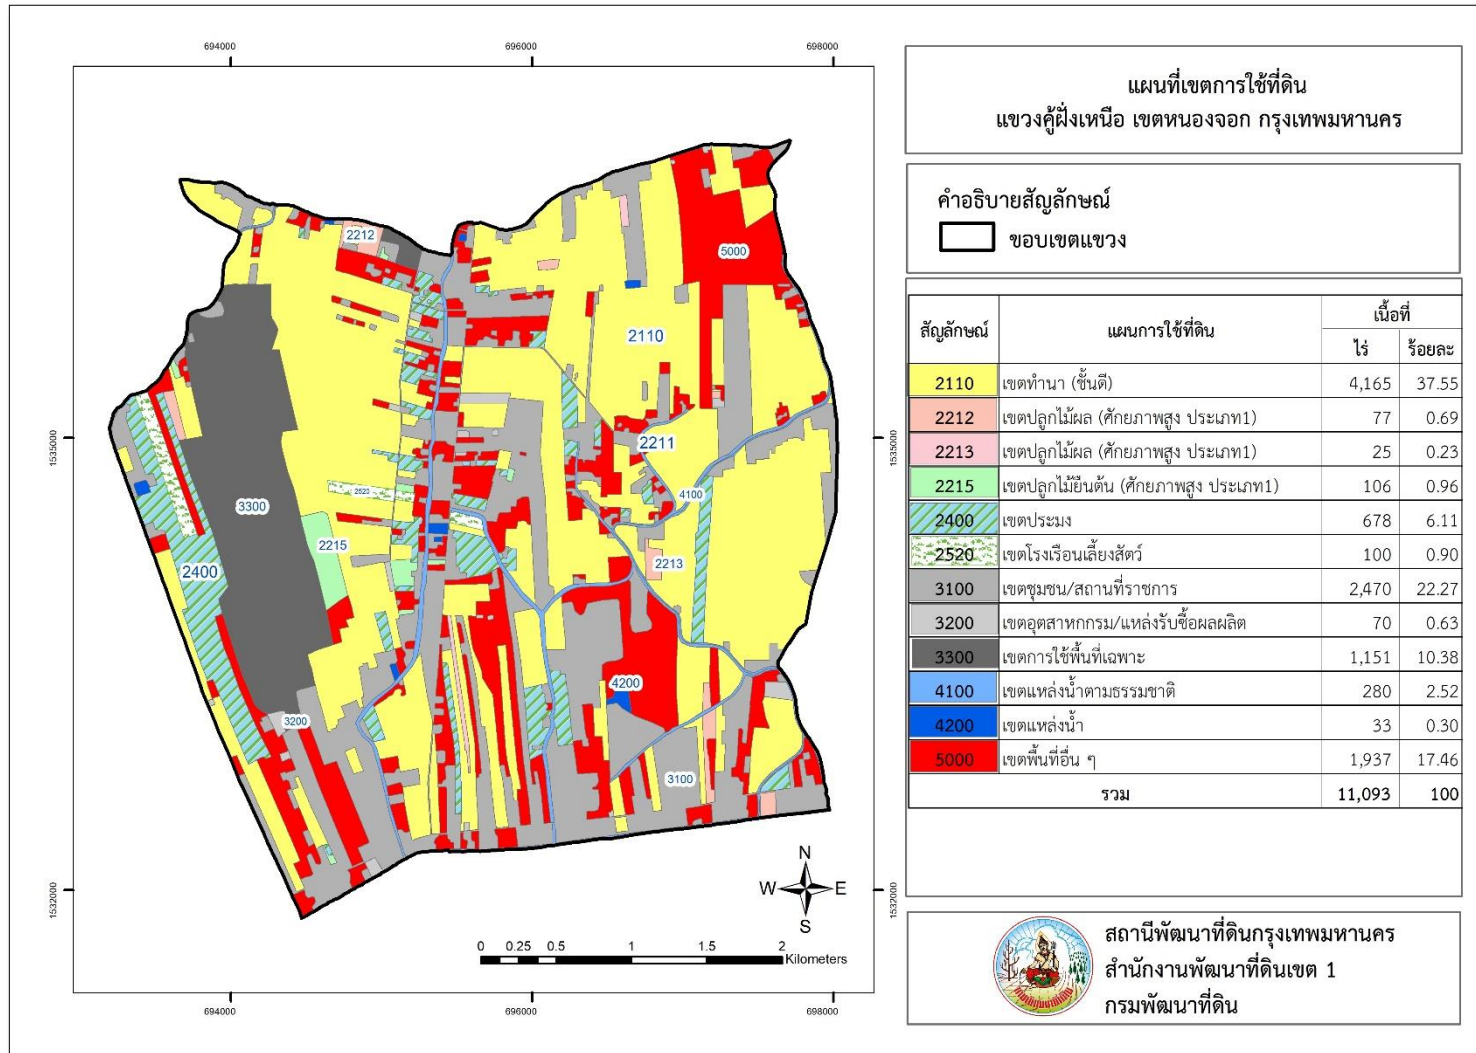 694000
696000
698000
1535000
1532000
1535000
1532000
694000
696000
698000
2212
5000
2110
2211
4100
2520
3300
2215
2400
2213
4200
3200
3100
N
W
E
S
0 0.25 0.5 1 1.5 2
Kilometers
แผนที่เขตการใช้ที่ดิน
แขวงคู้ฝั่งเหนือ เขตหนองจอก กรุงเทพมหานคร
คำอธิบายสัญลักษณ์
ขอบเขตแขวง
สัญลักษณ์ แผนการใช้ที่ดิน เนื้อที่
ไร่ ร้อยละ
2110 เขตทำนา (ชั้นดี) 4,165 37.55
2212 เขตปลูกไม้ผล (ศักยภาพสูง ประเภท1) 77 0.69
2213 เขตปลูกไม้ผล (ศักยภาพสูง ประเภท1) 25 0.23
2215 เขตปลูกไม้ยืนต้น (ศักยภาพสูง ประเภท1) 106 0.96
2400 เขตประมง 678 6.11
2520 เขตโรงเรือนเลี้ยงสัตว์ 100 0.90
3100 เขตชุมชน/สถานที่ราชการ 2,470 22.27
3200 เขตอุตสาหกกรม/แหล่งรับซื้อผลผลิต 70 0.63
3300 เขตการใช้พื้นที่เฉพาะ 1,151 10.38
4100 เขตแหล่งน้ำตามธรรมชาติ 280 2.52
4200 เขตแหล่งน้ำ 33 0.30
5000 เขตพื้นที่อื่น ๆ 1,937 17.46
รวม 11,093 100
สถานีพัฒนาที่ดินกรุงเทพมหานคร
สำนักงานพัฒนาที่ดินเขต 1
กรมพัฒนาที่ดิน